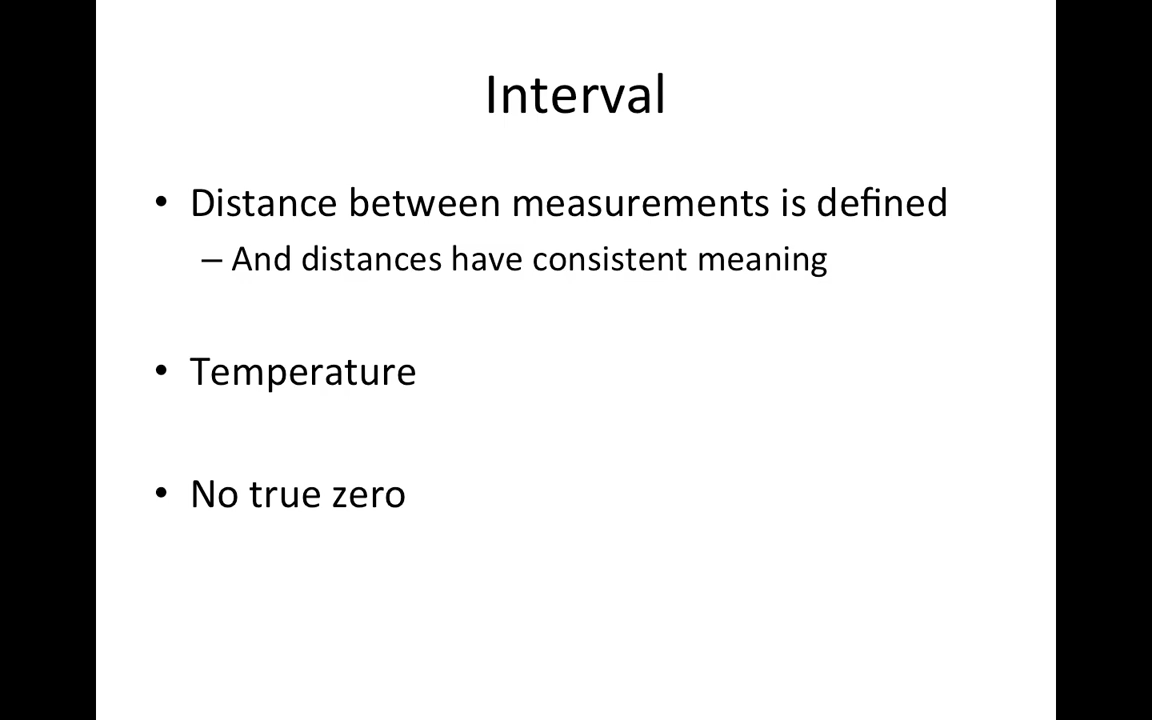 Interval
• Distance between measurements is defined
– And distances have consistent meaning
• Temperature
• No true zero